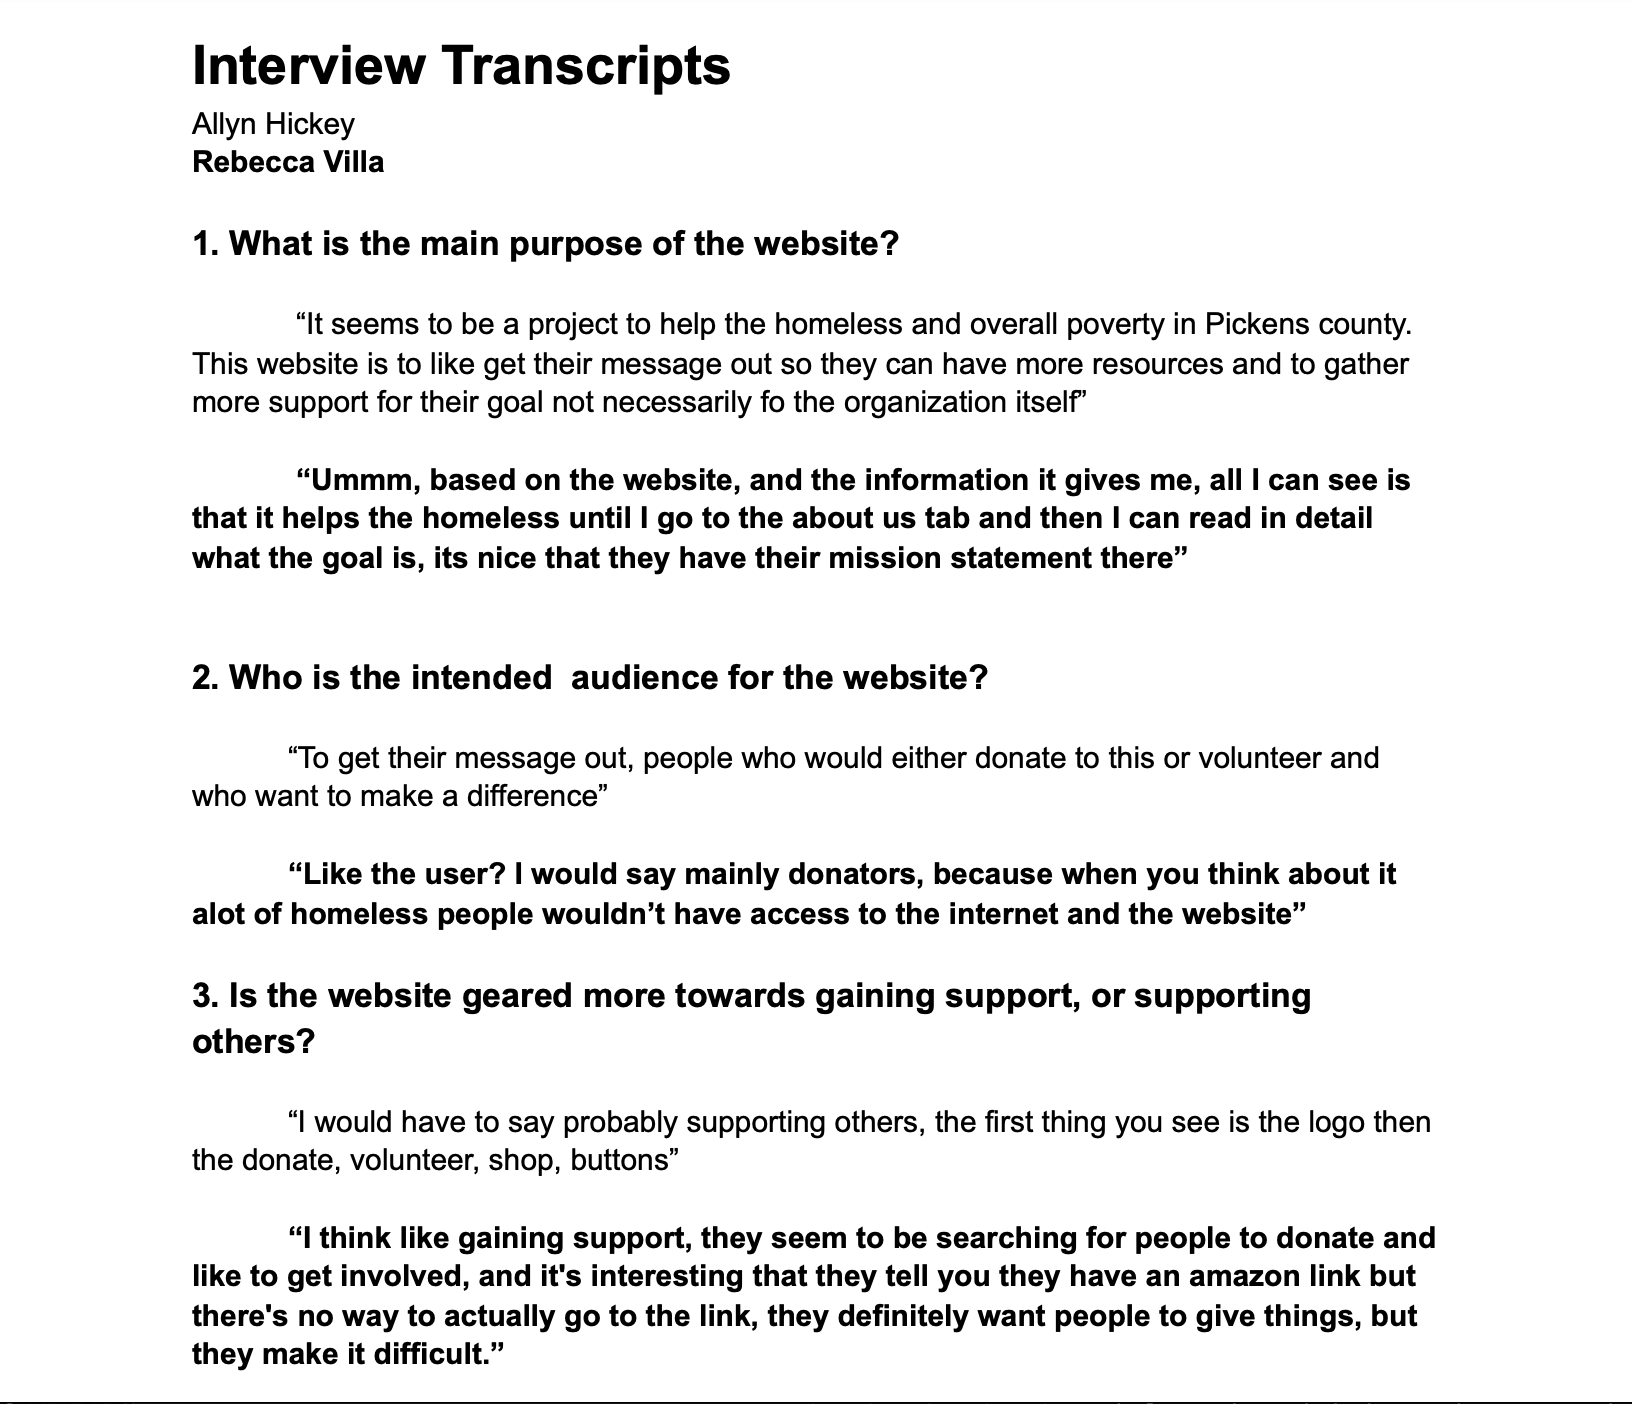 Interview Transcripts
Allyn Hickey
Rebecca Villa
1. What is the main purpose of the website?
“It seems to be a project to help the homeless and overall poverty in Pickens county.
This website is to like get their message out so they can have more resources and to gather
more support for their goal not necessarily fo the organization itself”
“Ummm, based on the website, and the information it gives me, all I can see is
that it helps the homeless until I go to the about us tab and then I can read in detail
what the goal is, its nice that they have their mission statement there”
2. Who is the intended  audience for the website?
“To get their message out, people who would either donate to this or volunteer and
who want to make a difference”
“Like the user? I would say mainly donators, because when you think about it
alot of homeless people wouldn’t have access to the internet and the website”
3. Is the website geared more towards gaining support, or supporting
others?
“I would have to say probably supporting others, the first thing you see is the logo then
the donate, volunteer, shop, buttons”
“I think like gaining support, they seem to be searching for people to donate and
like to get involved, and it's interesting that they tell you they have an amazon link but
there's no way to actually go to the link, they definitely want people to give things, but
they make it difficult.”